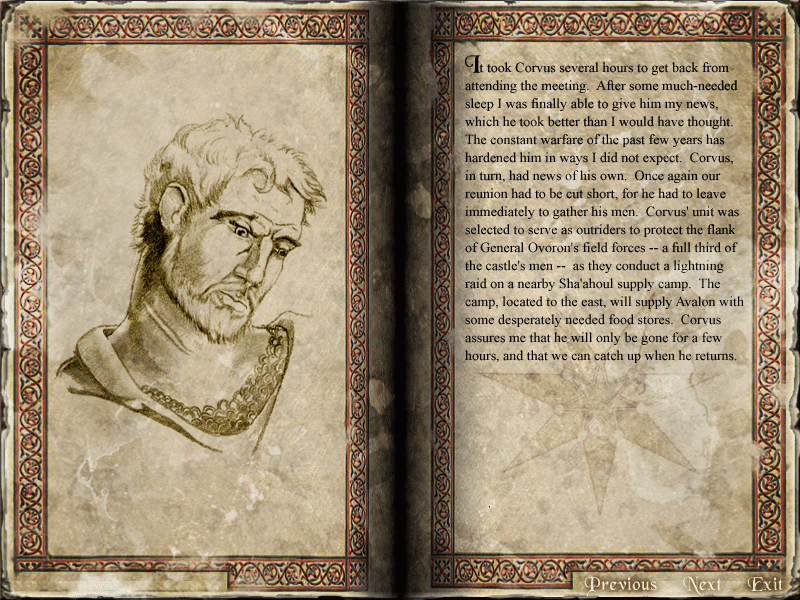 It took Corvus several hours to get back from
attending the meeting.  After some much-needed
sleep I was finally able to give him my news,
which he took better than I would have thought.
The constant warfare of the past few years has
hardened him in ways I did not expect.  Corvus,
in turn, had news of his own.  Once again our
reunion had to be cut short, for he had to leave
immediately to gather his men.  Corvus' unit was
selected to serve as outriders to protect the flank
of General Ovoron's field forces -- a full third of
the castle's men --  as they conduct a lightning
raid on a nearby Sha'ahoul supply camp.  The
camp, located to the east, will supply Avalon with
some desperately needed food stores.  Corvus
assures me that he will only be gone for a few
hours, and that we can catch up when he returns.
Previous Next Exit